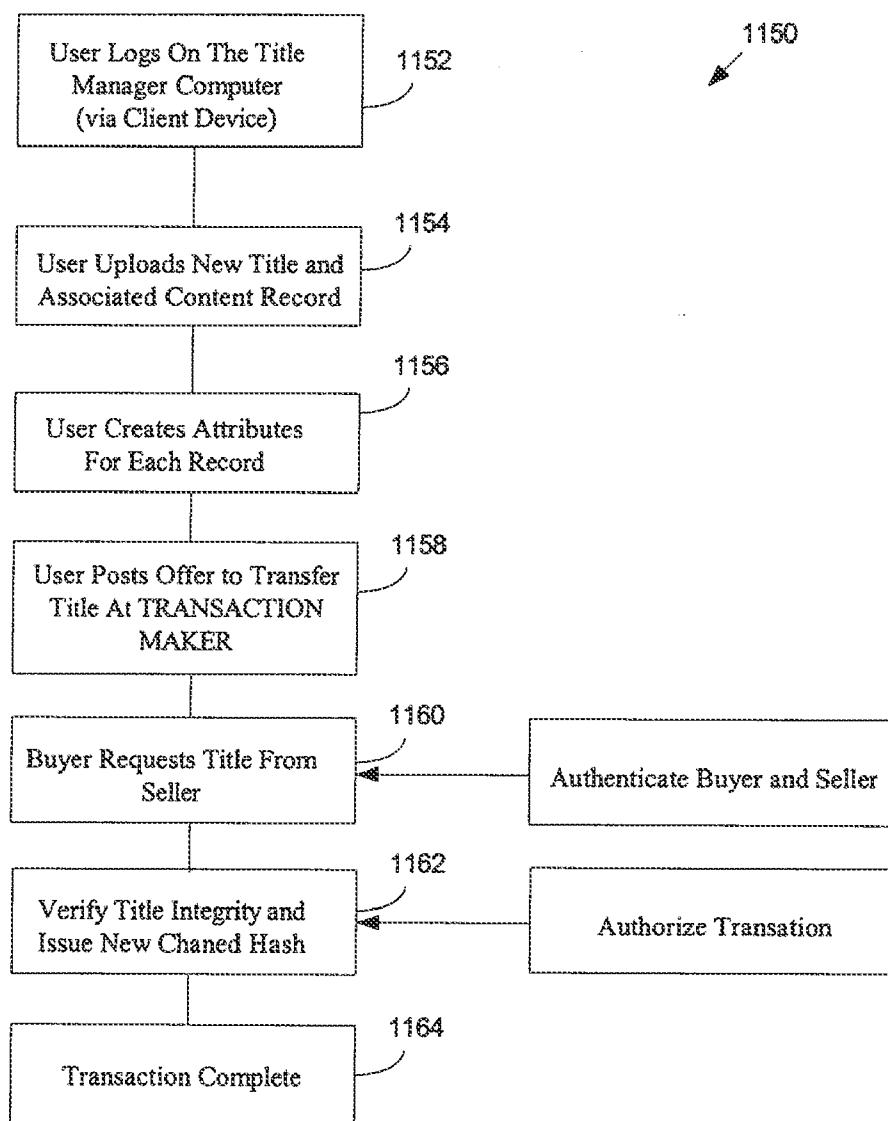 1150
User Logs On The Title
Manager Computer
(via Client Device)
1152
1154
User Uploads New Title and
Associated Content Record
1156
User Creates Attributes
For Each Record
1158
User Posts Offer to Transfer
Title At TRANSACTION
MAKER
1160
Buyer Requests Title From
Seller
Authenticate Buyer and Seller
1162
Verify Title Integrity and
Issue New Chaned Hash
Authorize Transation
1164
Transaction Complete